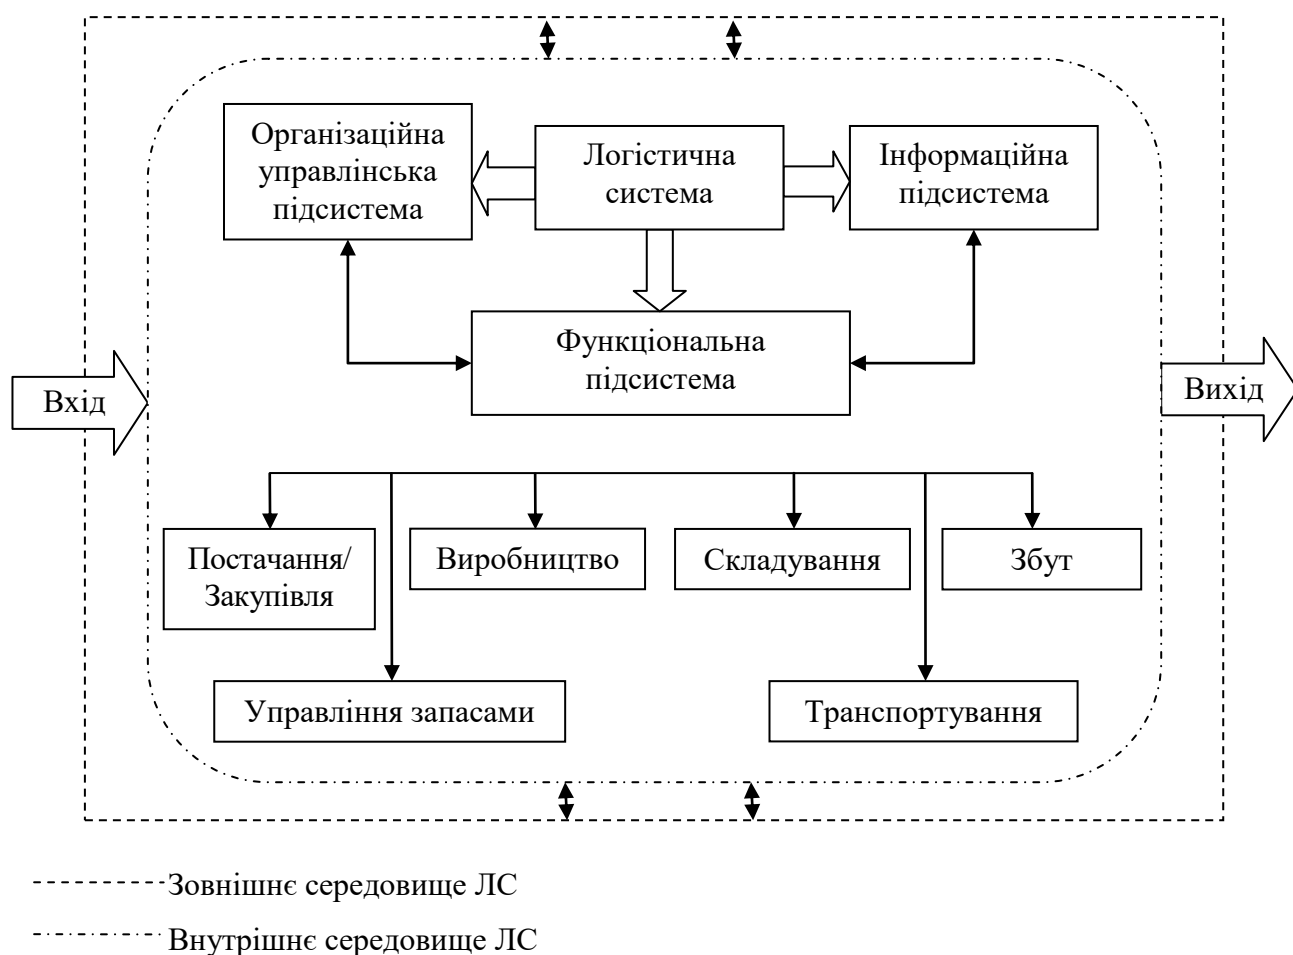 Організаційна
управлінська
підсистема
Логістична
система
Інформаційна
підсистема
Функціональна
підсистема
Вхід
Вихід
Постачання/
Закупівля
Виробництво
Складування
Збут
Управління запасами
Транспортування
Зовнішнє середовище ЛС
Внутрішнє середовище ЛС